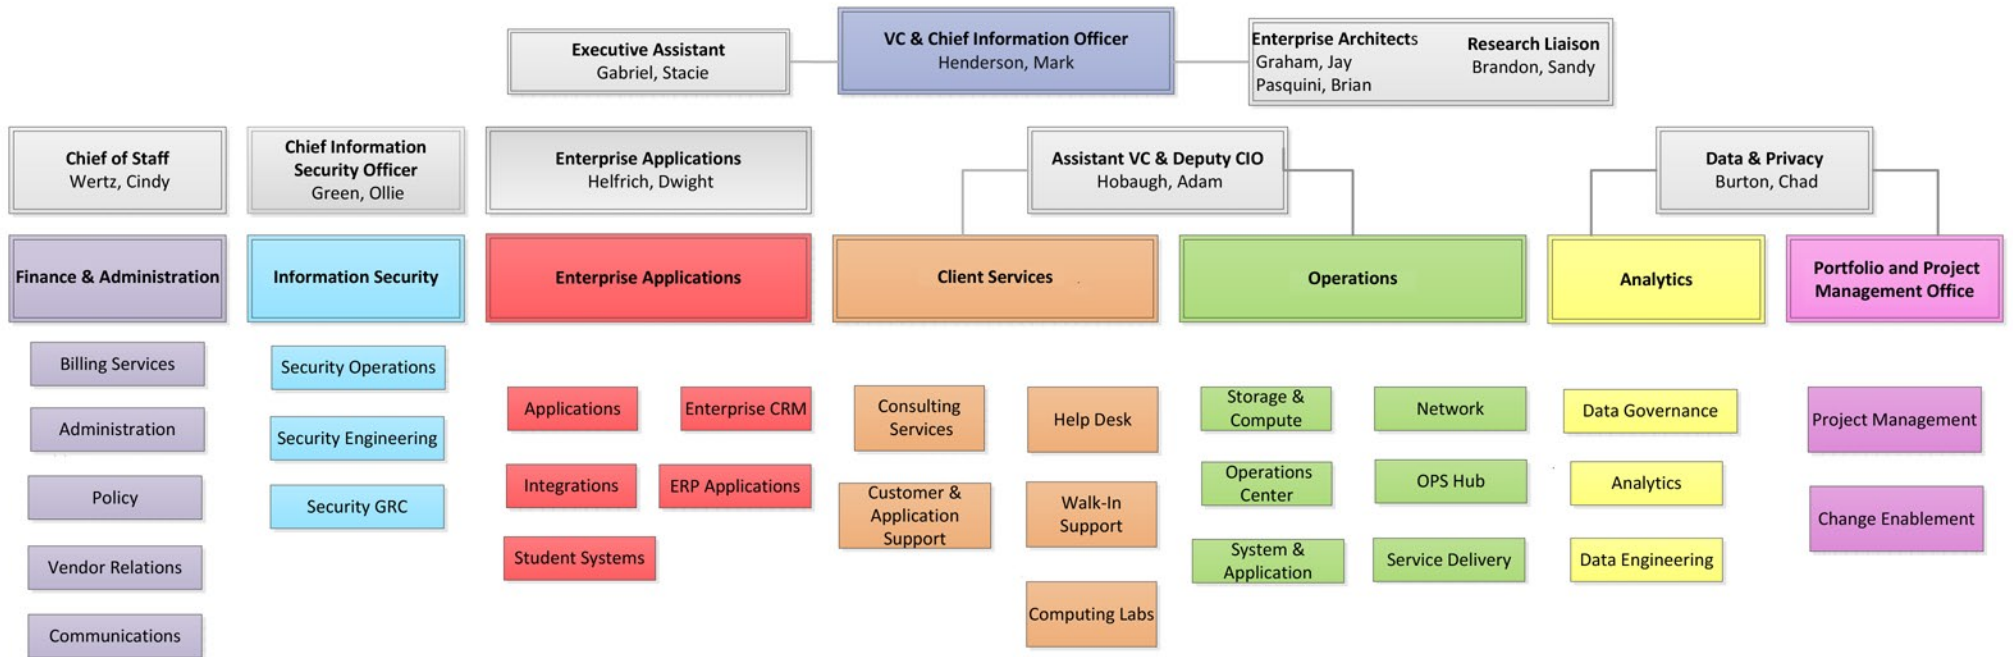 Executive Assistant
Gabriel, Stacie
VC & Chief Information Officer
Henderson, Mark
Enterprise Architects
Graham, Jay
Pasquini, Brian
Research Liaison
Brandon, Sandy
Chief of Staff
Wertz, Cindy
Chief Information
Security Officer
Green, Ollie
Enterprise Applications
Helfrich, Dwight
Assistant VC & Deputy CIO
Hobaugh, Adam
Data & Privacy
Burton, Chad
Finance & Administration
Information Security
Enterprise Applications
Client Services
Operations
Analytics
Portfolio and Project
Management Office
Billing Services
Administration
Policy
Vendor Relations
Communications
Security Operations
Security Engineering
Security GRC
Applications
Enterprise CRM
Integrations
ERP Applications
Student Systems
Consulting
Services
Help Desk
Customer &
Application
Support
Walk-In
Support
Computing Labs
Storage &
Compute
Network
Operations
Center
OPS Hub
System &
Application
Service Delivery
Data Governance
Analytics
Data Engineering
Project Management
Change Enablement